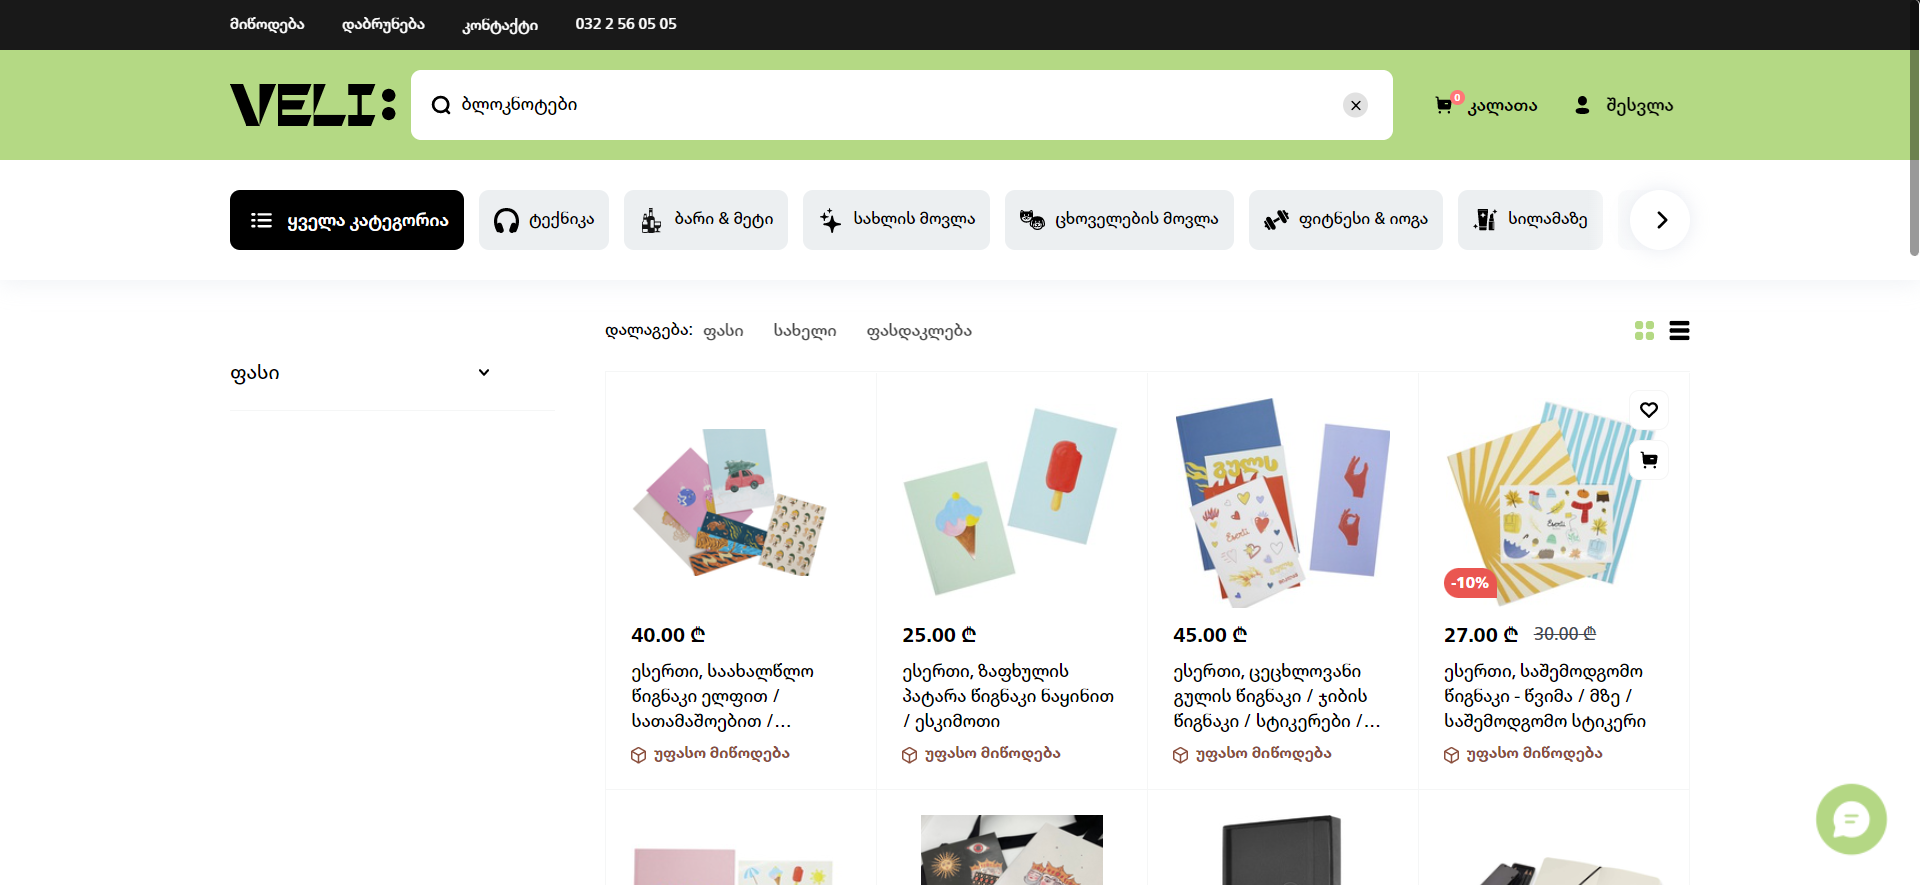 მიწოდება
დაბრუნება
კონტაქტი
032 2 56 05 05
VELI:
ბლოკნოტები
0
კალათა
შესვლა
ყველა კატეგორია
ტექნიკა
ბარი & მეტი
სახლის მოვლა
ცხოველების მოვლა
ფიტნესი & იოგა
სილამაზე
დალაგება:
ფასი
სახელი
ფასდაკლება
ფასი
გულს
Eserti
Eserti
-10%
40.00 ₾
ესერთი, საახალწლო
წიგნაკი ელფით /
სათამაშოებით /...
უფასო მიწოდება
25.00 ₾
ესერთი, ზაფხულის
პატარა წიგნაკი ნაყინით
/ ესკიმოთი
უფასო მიწოდება
45.00 ₾
ესერთი, ცეცხლოვანი
გულის წიგნაკი / ჯიბის
წიგნაკი / სტიკერები /...
უფასო მიწოდება
27.00 ₾ 30.00 ₾
ესერთი, საშემოდგომო
წიგნაკი - წვიმა / მზე /
საშემოდგომო სტიკერი
უფასო მიწოდება